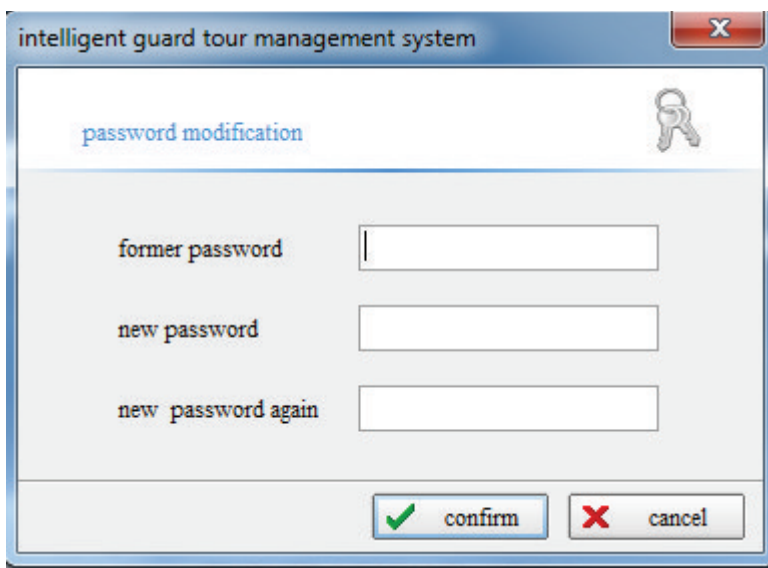 intelligent guard tour management system
password modification
former password
new password
new password again
confirm
cancel